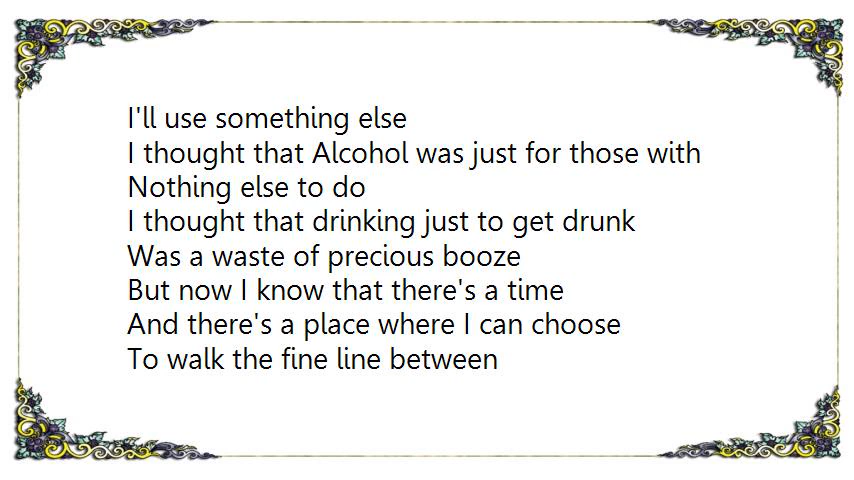 I'll use something else
I thought that Alcohol was just for those with
Nothing else to do
I thought that drinking just to get drunk
Was a waste of precious booze
But now I know that there's a time
And there's a place where I can choose
To walk the fine line between